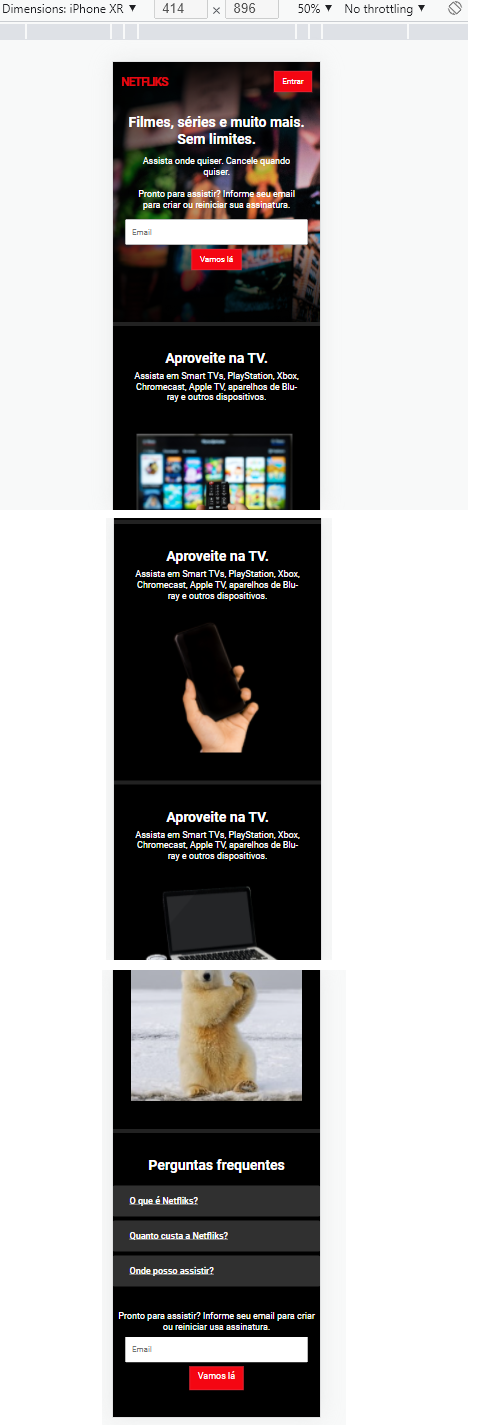 Dimensions: iPhone XR ▼ 414 × 896 50% ▼ No throttling ▼
NETFLIKS Entrar
Filmes, séries e muito mais.
Sem limites.
Assista onde quiser. Cancele quando
quiser.
Pronto para assistir? Informe seu email
para criar ou reiniciar sua assinatura.
Email
Vamos lá
Aproveite na TV.
Assista em Smart TVs, PlayStation, Xbox,
Chromecast, Apple TV, aparelhos de Blu-
ray e outros dispositivos.
Aproveite na TV.
Assista em Smart TVs, PlayStation, Xbox,
Chromecast, Apple TV, aparelhos de Blu-
ray e outros dispositivos.
Aproveite na TV.
Assista em Smart TVs, PlayStation, Xbox,
Chromecast, Apple TV, aparelhos de Blu-
ray e outros dispositivos.
Perguntas frequentes
O que é Netfliks?
Quanto custa a Netfliks?
Onde posso assistir?
Pronto para assistir? Informe seu email para criar
ou reiniciar usa assinatura.
Email
Vamos lá